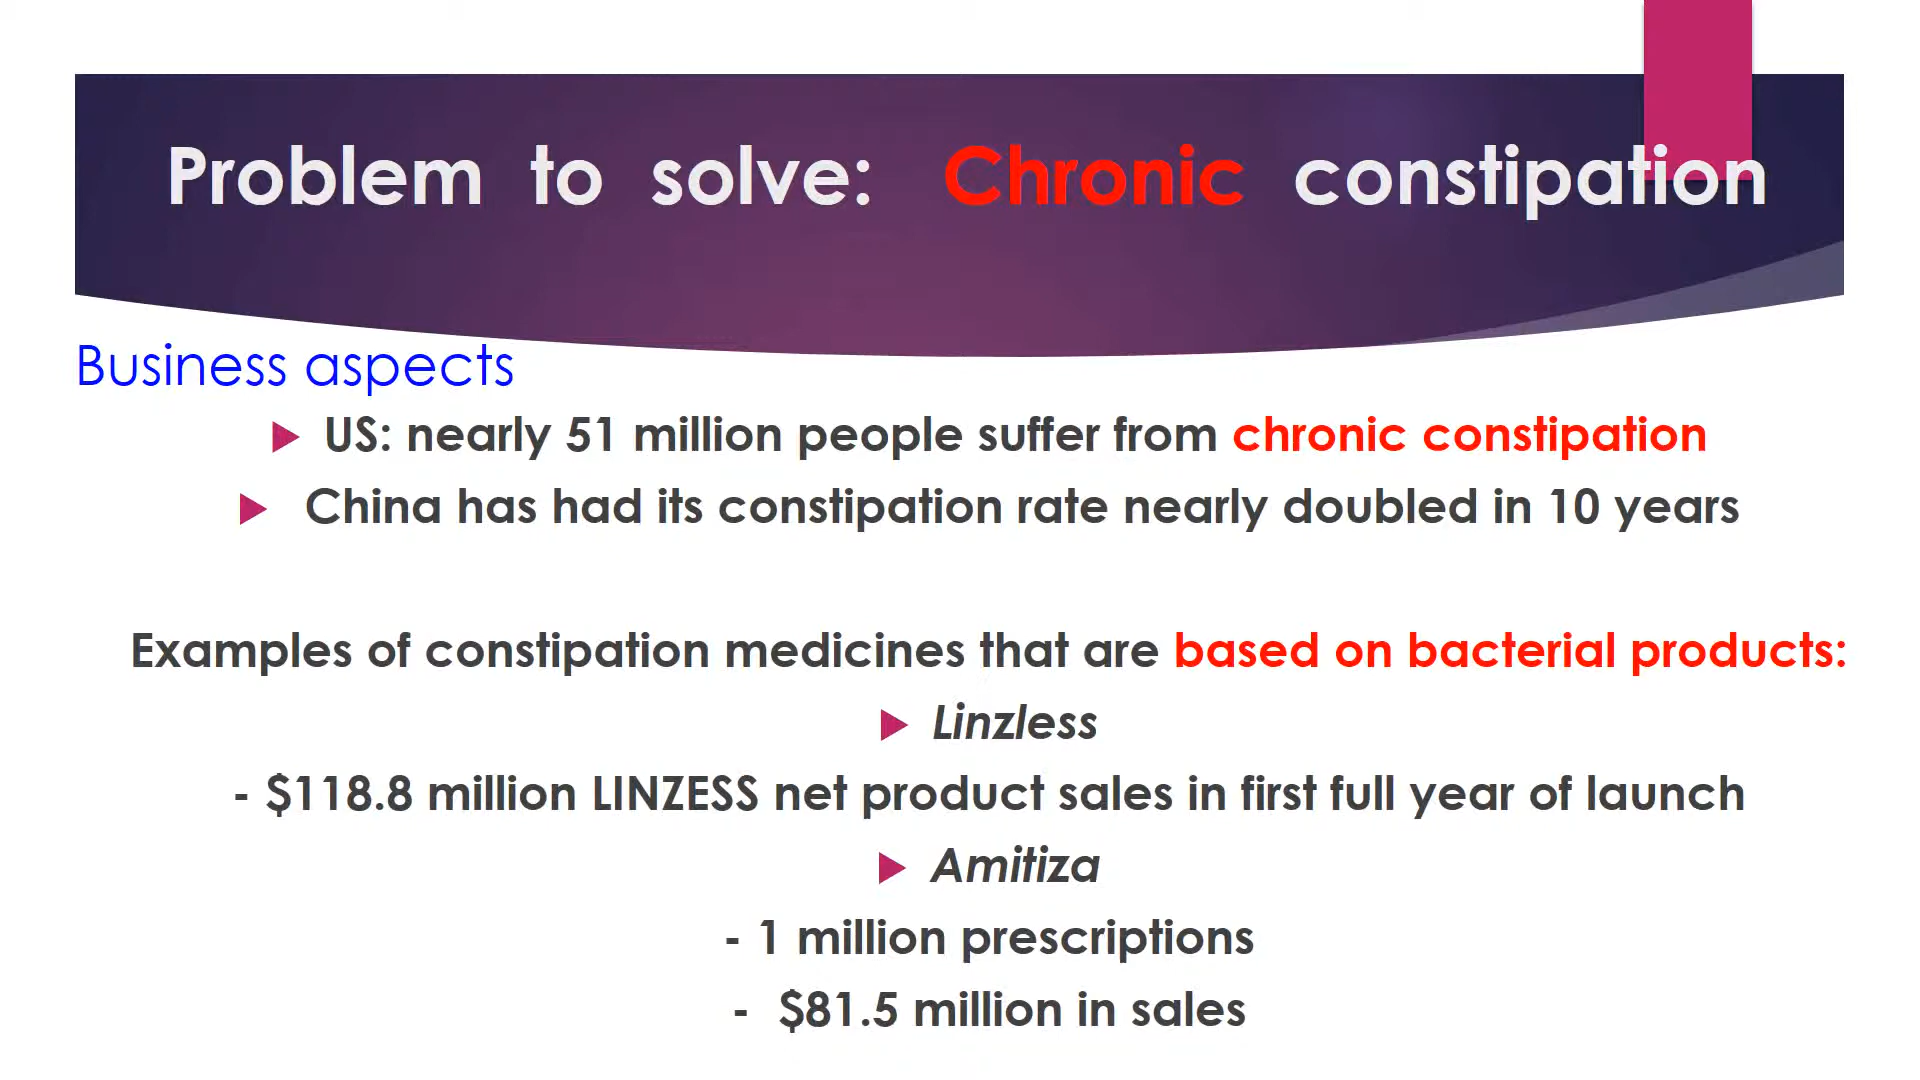 Problem to solve: Chronic constipation
Business aspects
US: nearly 51 million people suffer from chronic constipation
China has had its constipation rate nearly doubled in 10 years
Examples of constipation medicines that are based on bacterial products:
Linzless
- $118.8 million LINZESS net product sales in first full year of launch
Amitiza
- 1 million prescriptions
- $81.5 million in sales